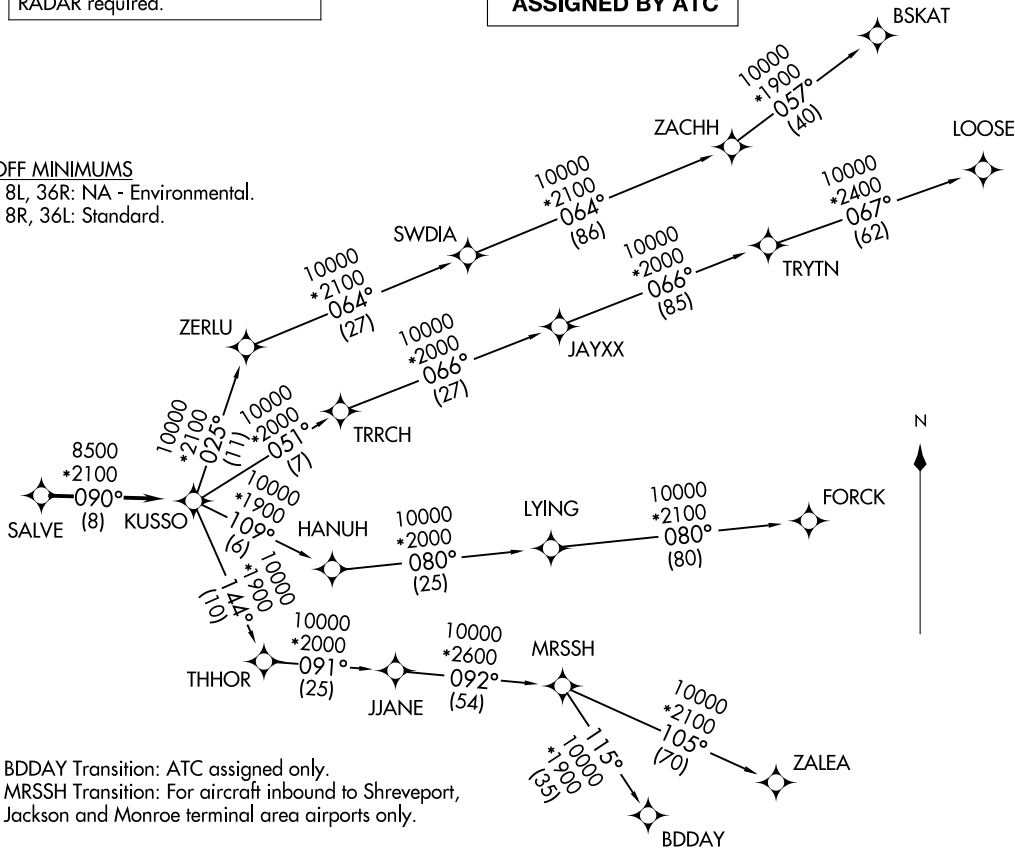 RADAR required.
ASSIGNED BY ATC
BSKAT
10000
*1900
057°
(40)
ZACHH
LOOSE
OFF MINIMUMS
8L, 36R: NA - Environmental.
8R, 36L: Standard.
10000
*2100
064°
(86)
10000
*2400
067°
(62)
SWDIA
10000
*2100
064°
(27)
10000
*2000
066°
(85)
TRYTN
ZERLU
10000
*2000
066°
(27)
JAYXX
10000
*2100
025°
(11)
10000
*2000
051°
(7)
TRRCH
N
8500
*2100
090°
(8)
SALVE
KUSSO
10000
*1900
109°
(6)
HANUH
10000
*2000
080°
(25)
LYING
10000
*2100
080°
(80)
FORCK
10000
*1900
144°
(10)
THHOR
10000
*2000
091°
(25)
JJANE
10000
*2600
092°
(54)
MRSSH
10000
*2100
105°
(70)
ZALEA
115°
10000
*1900
(35)
BDDAY
BDDAY Transition: ATC assigned only.
MRSSH Transition: For aircraft inbound to Shreveport,
Jackson and Monroe terminal area airports only.